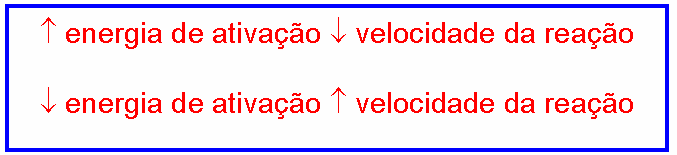 ↑ energia de ativação ↓ velocidade da reação
↓ energia de ativação ↑ velocidade da reação